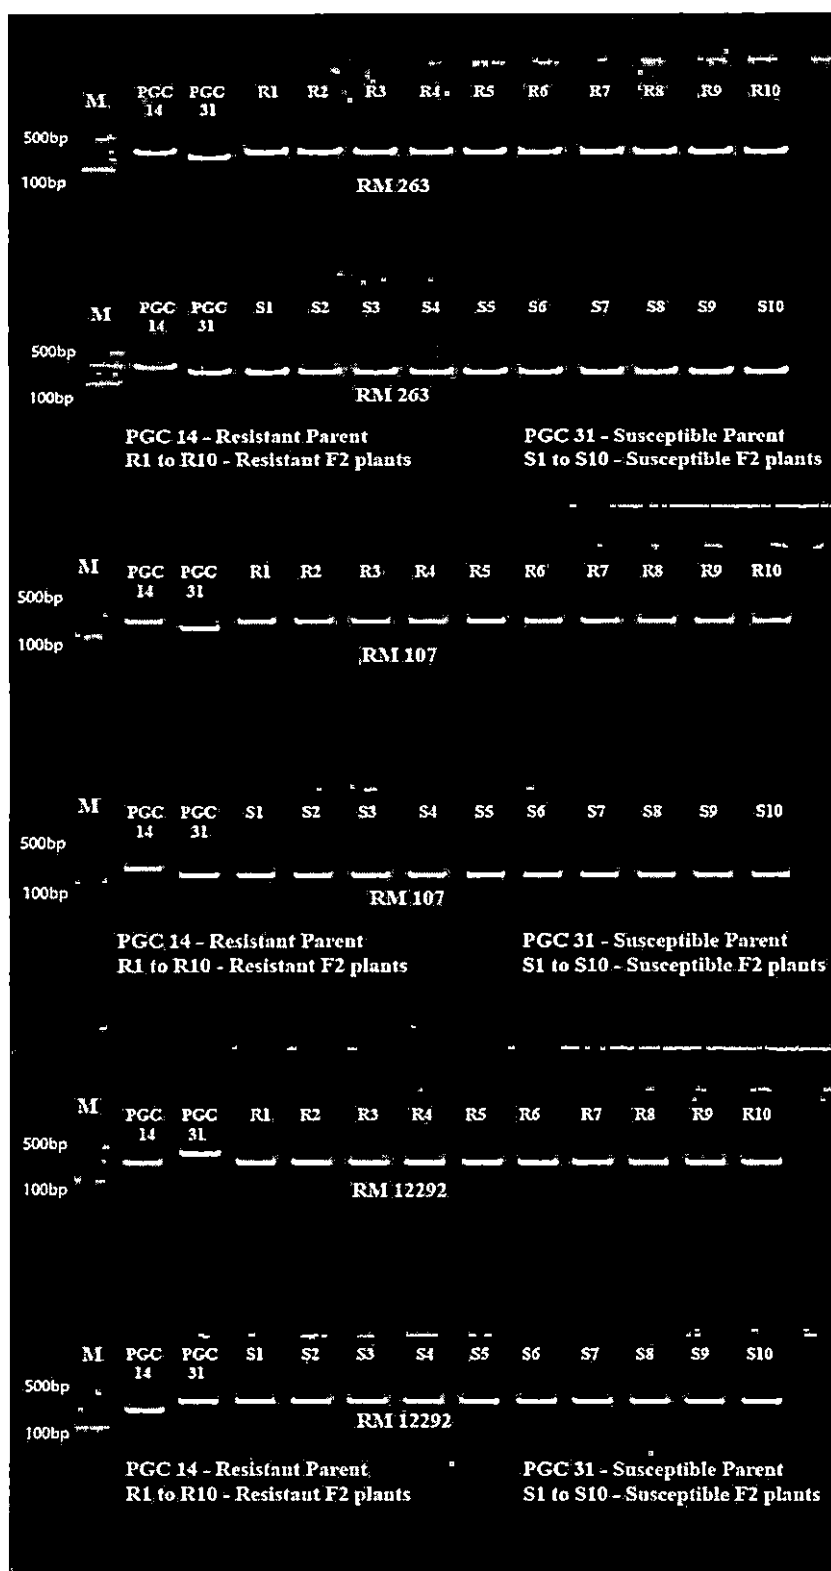 M PGC 14 PGC 31 R1 R2 R3 R4 R5 R6 R7 R8 R9 R10
500bp
100bp
RM 263
M PGC 14 PGC 31 S1 S2 S3 S4 S5 S6 S7 S8 S9 S10
500bp
100bp
RM 263
PGC 14 - Resistant Parent PGC 31 - Susceptible Parent
R1 to R10 - Resistant F2 plants S1 to S10 - Susceptible F2 plants
M PGC 14 PGC 31 R1 R2 R3 R4 R5 R6 R7 R8 R9 R10
500bp
100bp
RM 107
M PGC 14 PGC 31 S1 S2 S3 S4 S5 S6 S7 S8 S9 S10
500bp
100bp
RM 107
PGC 14 - Resistant Parent PGC 31 - Susceptible Parent
R1 to R10 - Resistant F2 plants S1 to S10 - Susceptible F2 plants
M PGC 14 PGC 31 R1 R2 R3 R4 R5 R6 R7 R8 R9 R10
500bp
100bp
RM 12292
M PGC 14 PGC 31 S1 S2 S3 S4 S5 S6 S7 S8 S9 S10
500bp
100bp
RM 12292
PGC 14 - Resistant Parent PGC 31 - Susceptible Parent
R1 to R10 - Resistant F2 plants S1 to S10 - Susceptible F2 plants